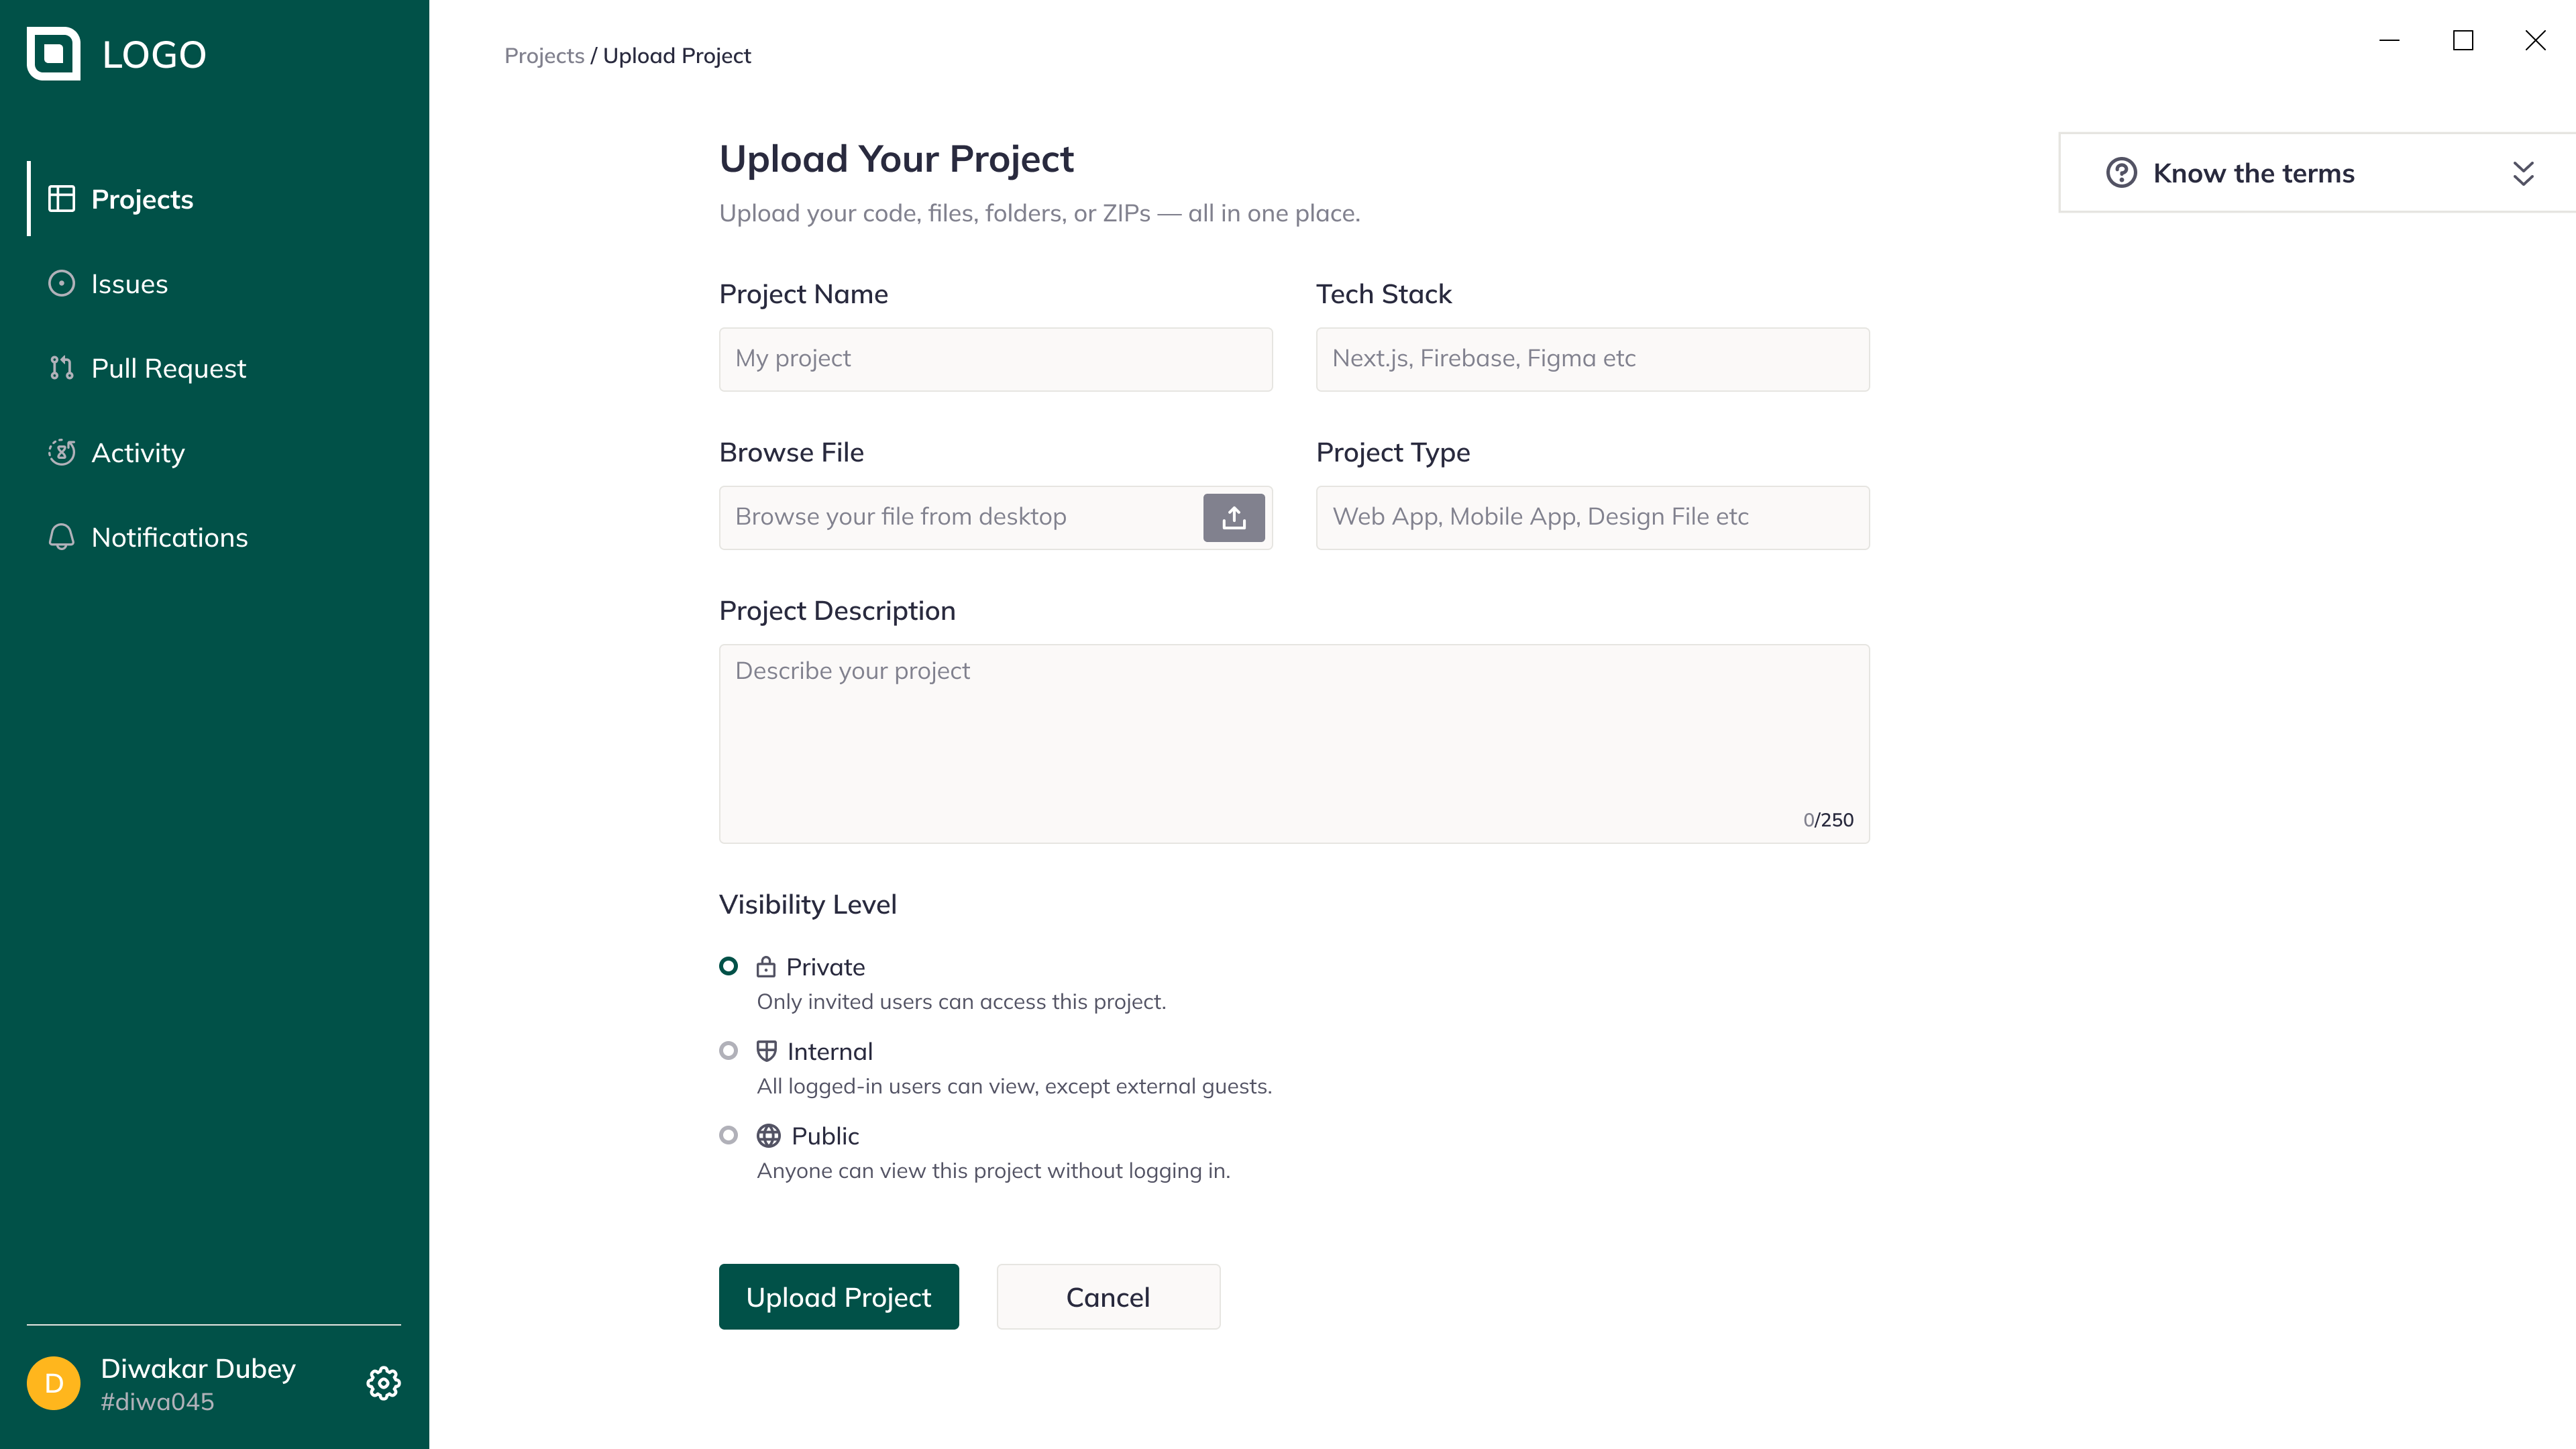 LOGO
Projects
Issues
Pull Request
Activity
Notifications
Diwakar Dubey
#diwa045
D
Projects / Upload Project
Upload Your Project
Upload your code, files, folders, or ZIPs — all in one place.
Know the terms
Project Name
Tech Stack
My project
Next.js, Firebase, Figma etc
Browse File
Project Type
Browse your file from desktop
Web App, Mobile App, Design File etc
Project Description
Describe your project
0/250
Visibility Level
Private
Only invited users can access this project.
Internal
All logged-in users can view, except external guests.
Public
Anyone can view this project without logging in.
Upload Project
Cancel